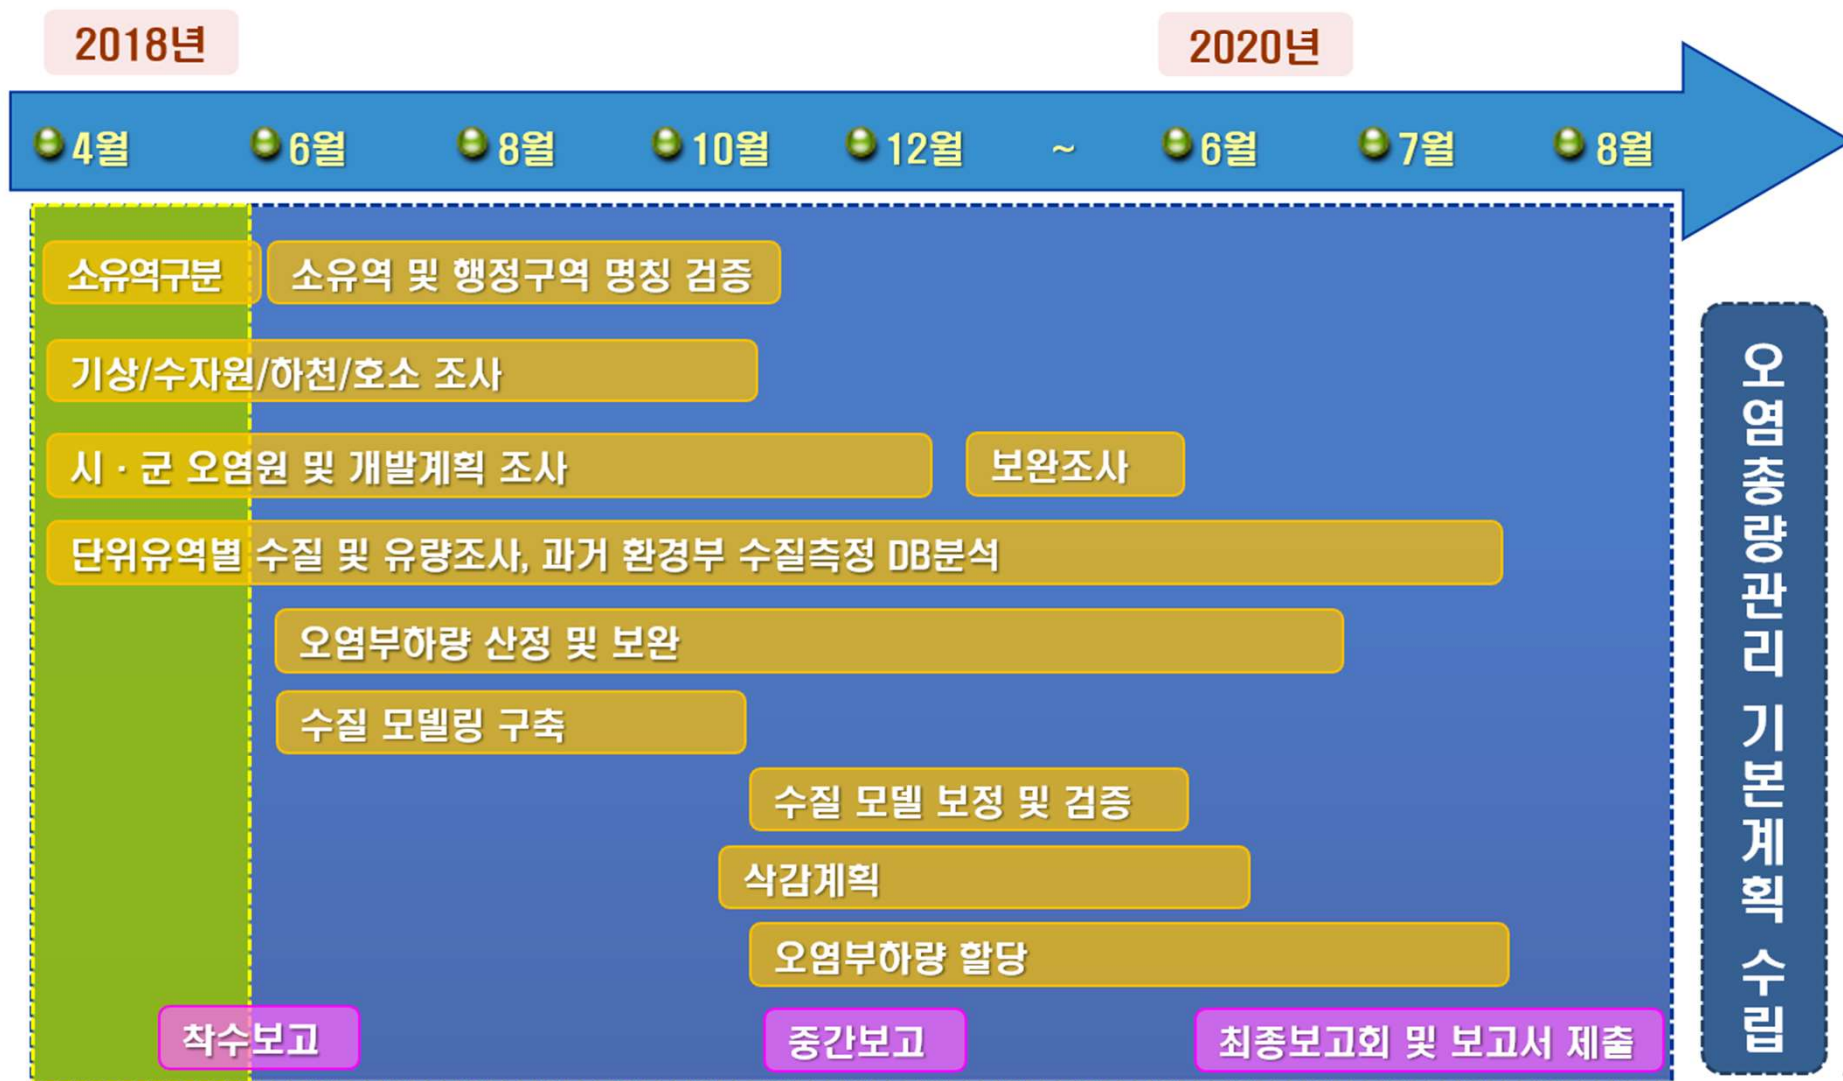 2018년
2020년
4월 6월 8월 10월 12월 ~ 6월 7월 8월
소유역구분 소유역 및 행정구역 명칭 검증
기상/수자원/하천/호소 조사
시 · 군 오염원 및 개발계획 조사 보완조사
단위유역별 수질 및 유량조사, 과거 환경부 수질측정 DB분석
오염부하량 산정 및 보완
수질 모델링 구축
수질 모델 보정 및 검증
삭감계획
오염부하량 할당
착수보고 중간보고 최종보고회 및 보고서 제출
오염총량관리 기본계획 수립